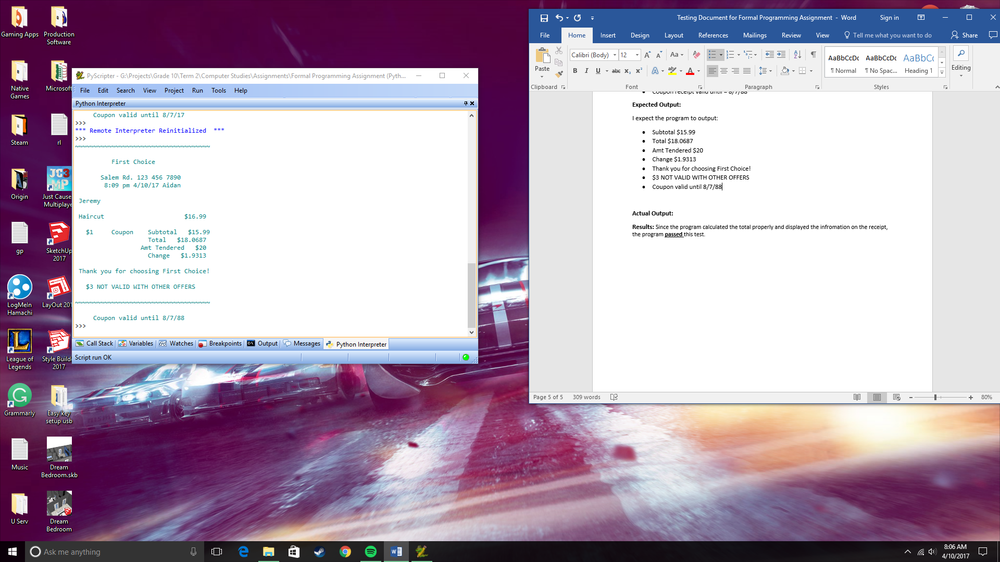 Gaming Apps
Production Software
Native Games
Microsoft
Steam
rl
Origin
JC3 MP
Just Cause Multiplaye
gp
SketchUp 2017
LogMeIn Hamachi
LayOut 201
League of Legends
Style Build 2017
Grammarly
Easy key setup usb
Music
Dream Bedroom.skb
U Serv
Dream Bedroom
PyScripter - G:\Projects\Grade 10\Term 2\Computer Studies\Assignments\Formal Programming Assignment (Pyth...
File Edit Search View Project Run Tools Help
Python Interpreter
Coupon valid until 8/7/17
>>>
*** Remote Interpreter Reinitialized ***
>>>
~~~~~~~~~~~~~~~~~~~~~~~~~~~~~~~~~~~~~
First Choice
Salem Rd. 123 456 7890
8:09 pm 4/10/17 Aidan
Jeremy
Haircut $16.99
$1 Coupon Subtotal $15.99
Total $18.0687
Amt Tendered $20
Change $1.9313
Thank you for choosing First Choice!
$3 NOT VALID WITH OTHER OFFERS
~~~~~~~~~~~~~~~~~~~~~~~~~~~~~~~~~~~~~
Coupon valid until 8/7/88
>>>
Call Stack Variables Watches Breakpoints Output Messages Python Interpreter
Script run OK
Testing Document for Formal Programming Assignment - Word
Sign in
File Home Insert Design Layout References Mailings Review View Tell me what you want to do Share
Paste
Calibri (Body) 12
B I U abc X₂ X²
AaBbCcDc AaBbCcDc AaBbC
¶ Normal ¶ No Spac... Heading 1
Editing
Clipboard Font Paragraph Styles
• Coupon receipt valid until = 8/7/88
Expected Output:
I expect the program to output:
• Subtotal $15.99
• Total $18.0687
• Amt Tendered $20
• Change $1.9313
• Thank you for choosing First Choice!
• $3 NOT VALID WITH OTHER OFFERS
• Coupon valid until 8/7/88
Actual Output:
Results: Since the program calculated the total properly and displayed the infromation on the receipt,
the program passed this test.
Page 5 of 5 309 words
80%
Ask me anything
8:06 AM
4/10/2017